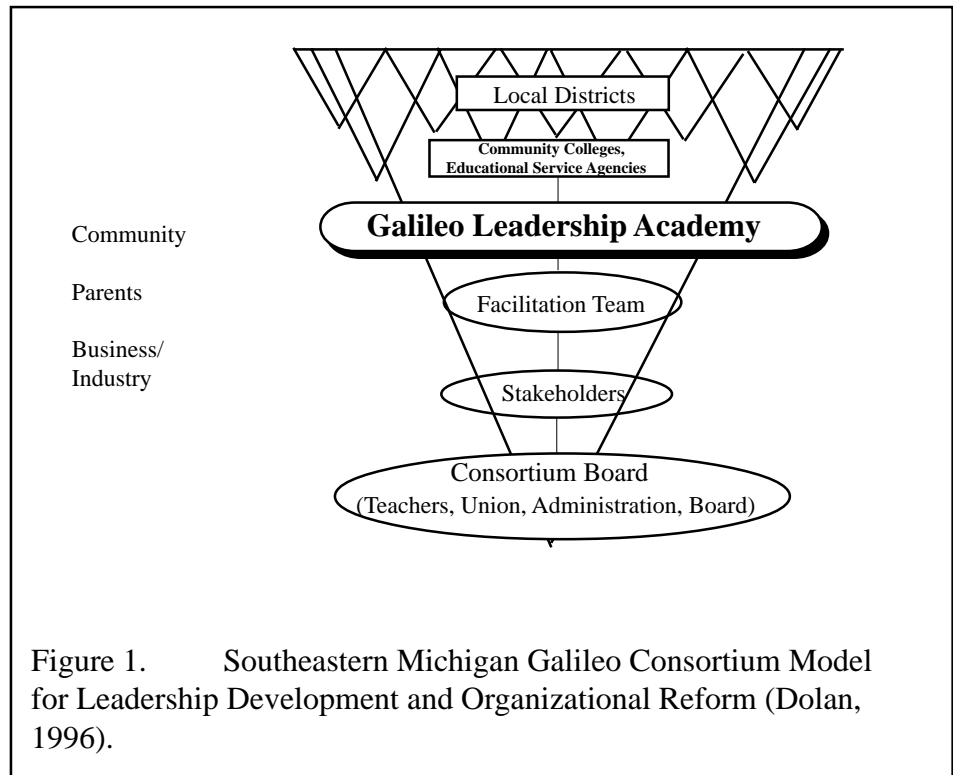 Local Districts
Community Colleges,
Educational Service Agencies
Galileo Leadership Academy
Community
Parents
Business/
Industry
Facilitation Team
Stakeholders
Consortium Board
(Teachers, Union, Administration, Board)
Figure 1. Southeastern Michigan Galileo Consortium Model
for Leadership Development and Organizational Reform (Dolan,
1996).